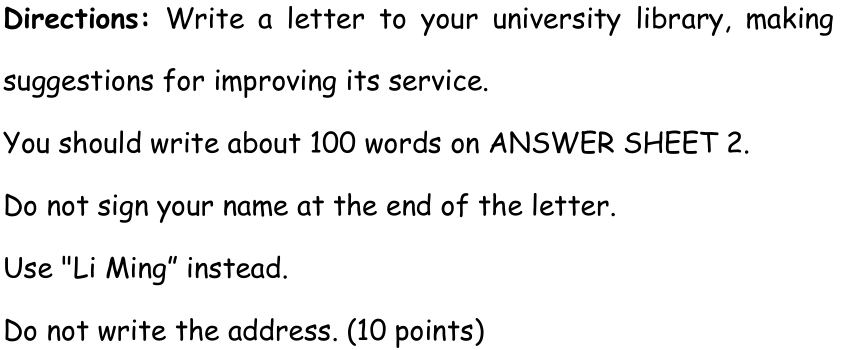 Directions: Write a letter to your university library, making
suggestions for improving its service.
You should write about 100 words on ANSWER SHEET 2.
Do not sign your name at the end of the letter.
Use "Li Ming” instead.
Do not write the address. (10 points)